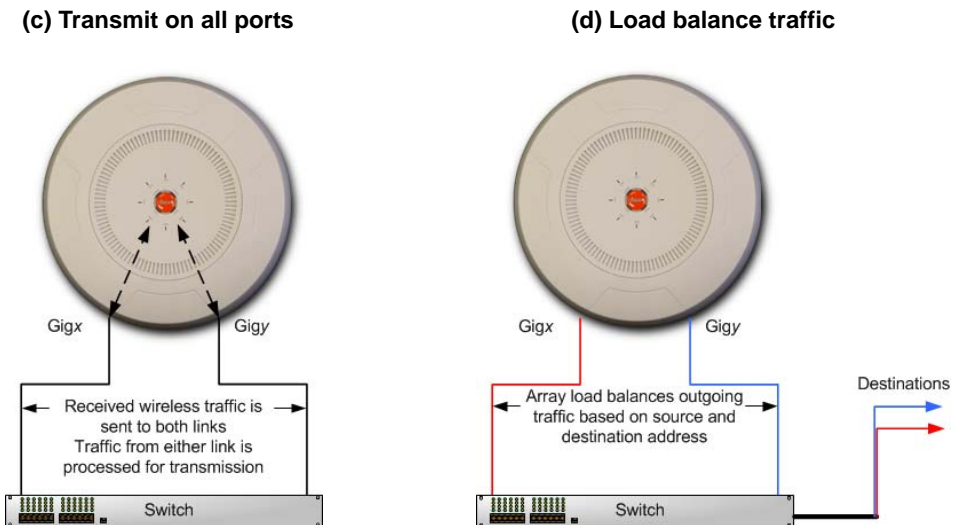 (c) Transmit on all ports
(d) Load balance traffic
Gigx
Gigy
Received wireless traffic is
sent to both links
Traffic from either link is
processed for transmission
Switch
Gigx
Gigy
Array load balances outgoing
traffic based on source and
destination address
Destinations
Switch